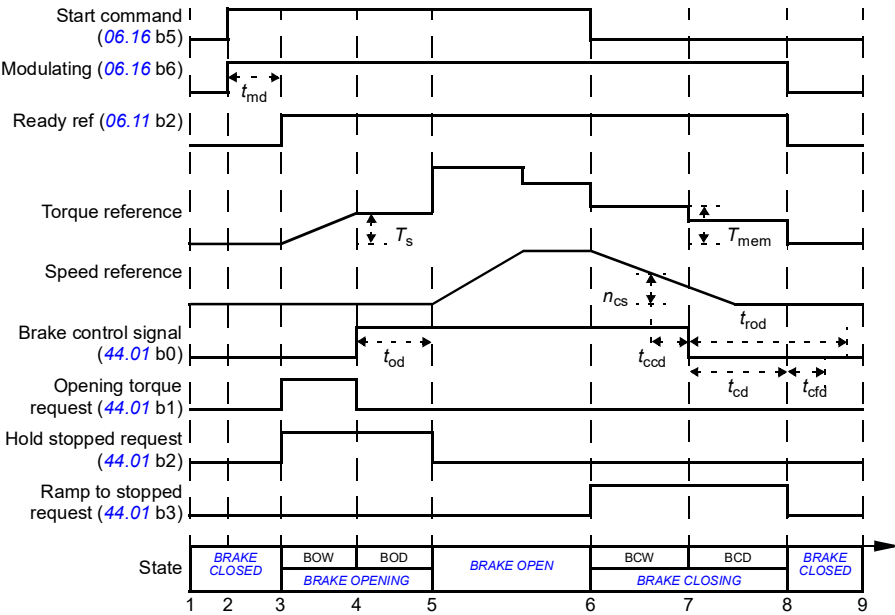 Start command
(06.16 b5)
Modulating (06.16 b6)
tmd
Ready ref (06.11 b2)
Torque reference
Ts
Tmem
Speed reference
ncs
trod
Brake control signal
(44.01 b0)
tod
tccd
tcd
tcfd
Opening torque
request (44.01 b1)
Hold stopped request
(44.01 b2)
Ramp to stopped
request (44.01 b3)
State
BRAKE
CLOSED
BOW
BOD
BRAKE OPENING
BRAKE OPEN
BCW
BCD
BRAKE CLOSING
BRAKE
CLOSED
1 2 3 4 5 6 7 8 9